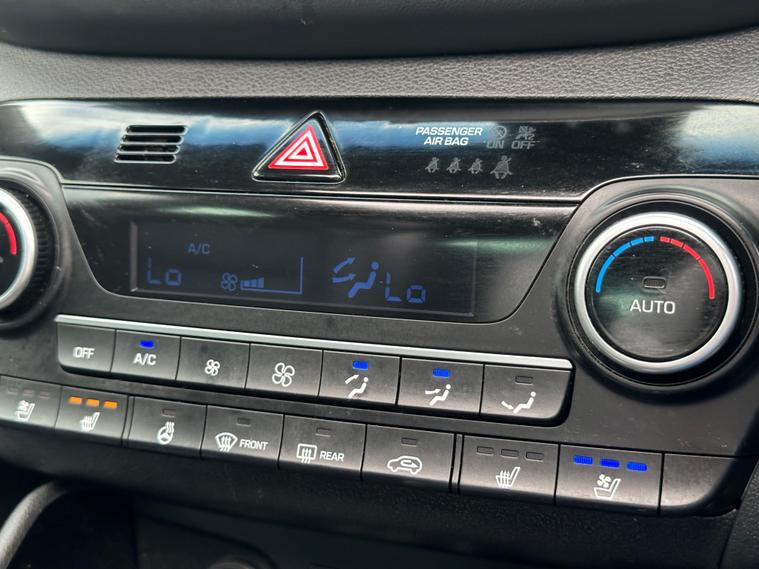 PASSENGER
AIR BAG
ON OFF
A/C
Lo
Lo
AUTO
OFF
A/C
FRONT
REAR